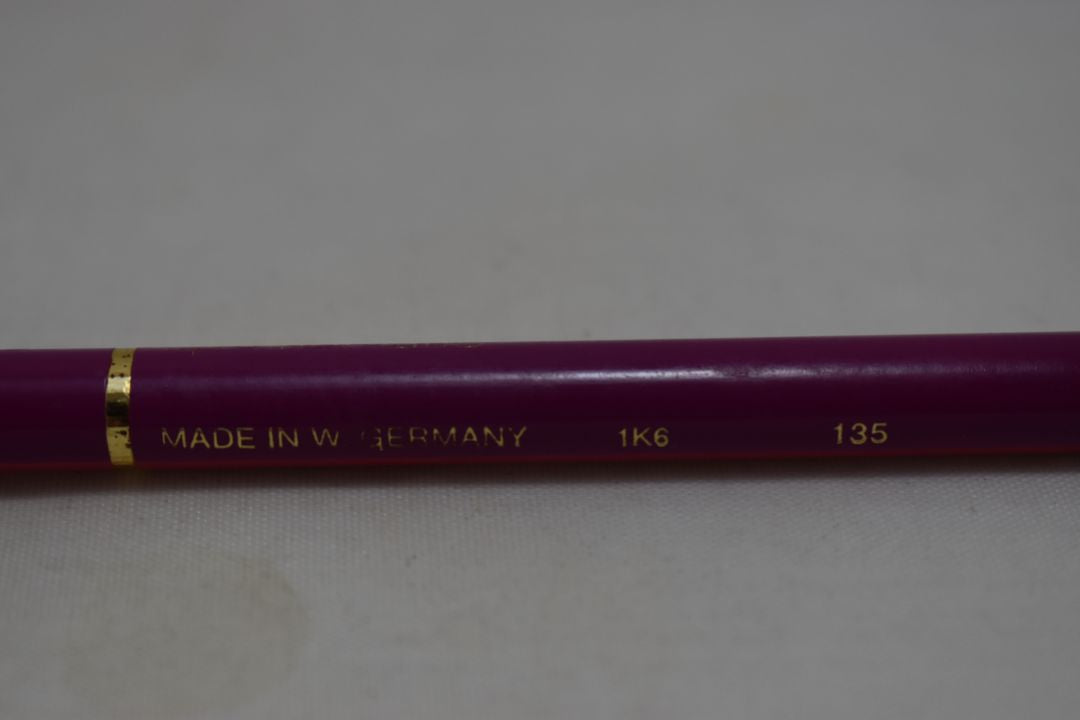 MADE IN W. GERMANY 1K6 135